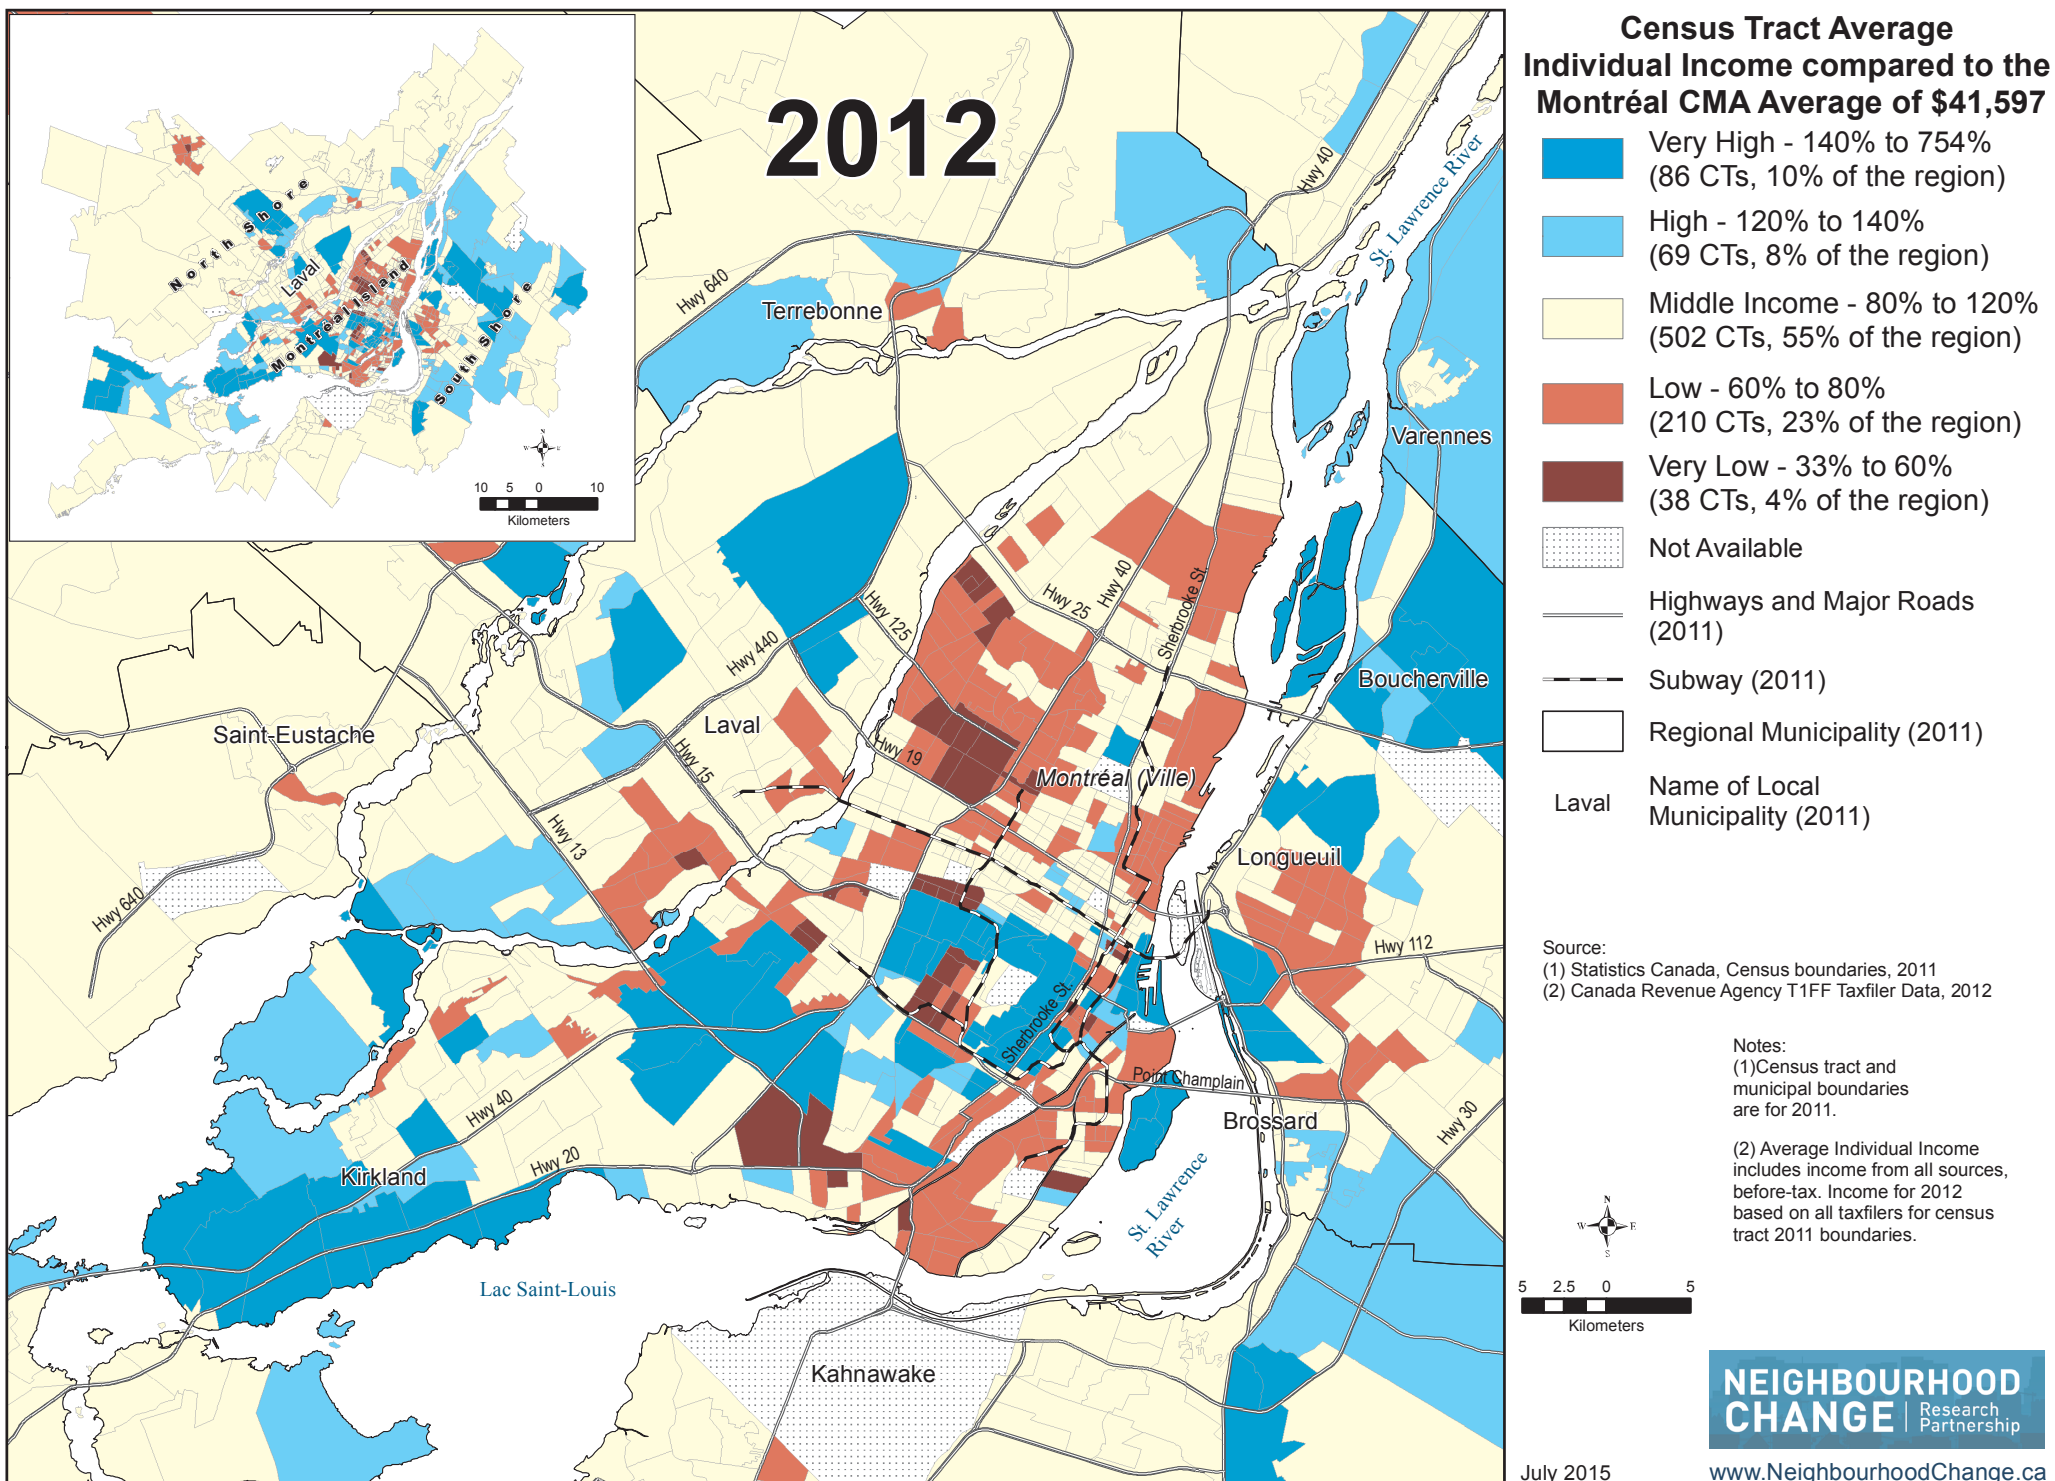 2012
Census Tract Average
Individual Income compared to the
Montréal CMA Average of $41,597
Very High - 140% to 754%
(86 CTs, 10% of the region)
High - 120% to 140%
(69 CTs, 8% of the region)
Middle Income - 80% to 120%
(502 CTs, 55% of the region)
Low - 60% to 80%
(210 CTs, 23% of the region)
Very Low - 33% to 60%
(38 CTs, 4% of the region)
Not Available
Highways and Major Roads
(2011)
Subway (2011)
Regional Municipality (2011)
Laval
Name of Local
Municipality (2011)
Source:
(1) Statistics Canada, Census boundaries, 2011
(2) Canada Revenue Agency T1FF Taxfiler Data, 2012
Notes:
(1)Census tract and
municipal boundaries
are for 2011.
(2) Average Individual Income
includes income from all sources,
before-tax. Income for 2012
based on all taxfilers for census
tract 2011 boundaries.
N
W E
S
5 2.5 0 5
Kilometers
NEIGHBOURHOOD
CHANGE
Research
Partnership
July 2015
www.NeighbourhoodChange.ca
North Shore
Laval
Montréal Island
South Shore
N
W E
S
10 5 0 10
Kilometers
Hwy 40
St. Lawrence River
Hwy 640
Terrebonne
Varennes
Hwy 25
Hwy 40
Sherbrooke St.
Hwy 125
Hwy 440
Boucherville
Saint-Eustache
Laval
Hwy 15
Hwy 19
Montréal (Ville)
Hwy 13
Longueuil
Hwy 640
Hwy 112
Sherbrooke St.
Point Champlain
Hwy 40
Brossard
Hwy 30
Kirkland
Hwy 20
St. Lawrence
River
Lac Saint-Louis
Kahnawake